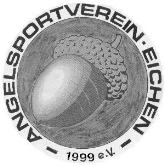 - ANGELSPORTVEREIN-EICHEN -
1999 e.V.